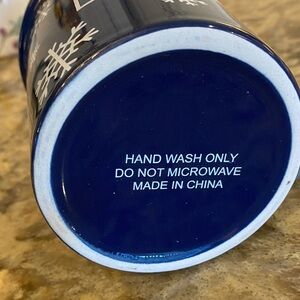 HAND WASH ONLY
DO NOT MICROWAVE
MADE IN CHINA